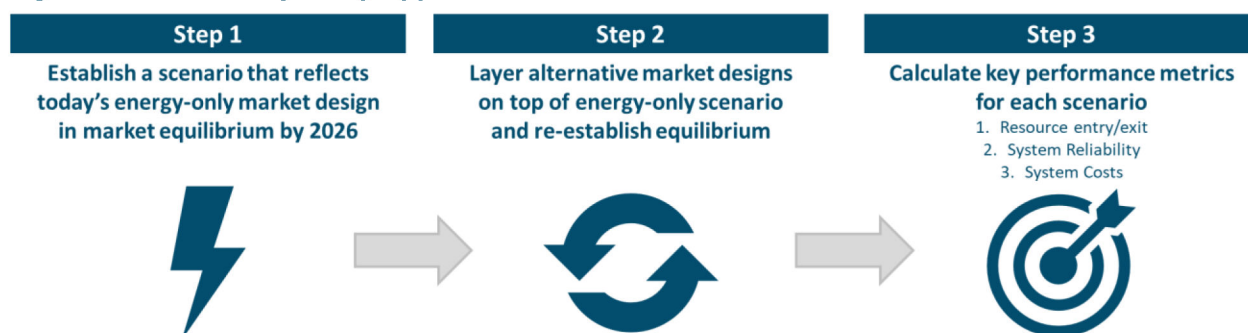 Step 1
Establish a scenario that reflects
today's energy-only market design
in market equilibrium by 2026
Step 2
Layer alternative market designs
on top of energy-only scenario
and re-establish equilibrium
Step 3
Calculate key performance metrics
for each scenario
1. Resource entry/exit
2. System Reliability
3. System Costs